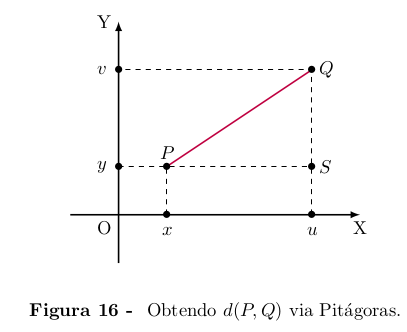 Y
v
Q
P
y
S
O
x
u
X
Figura 16 - Obtendo d(P, Q) via Pitágoras.